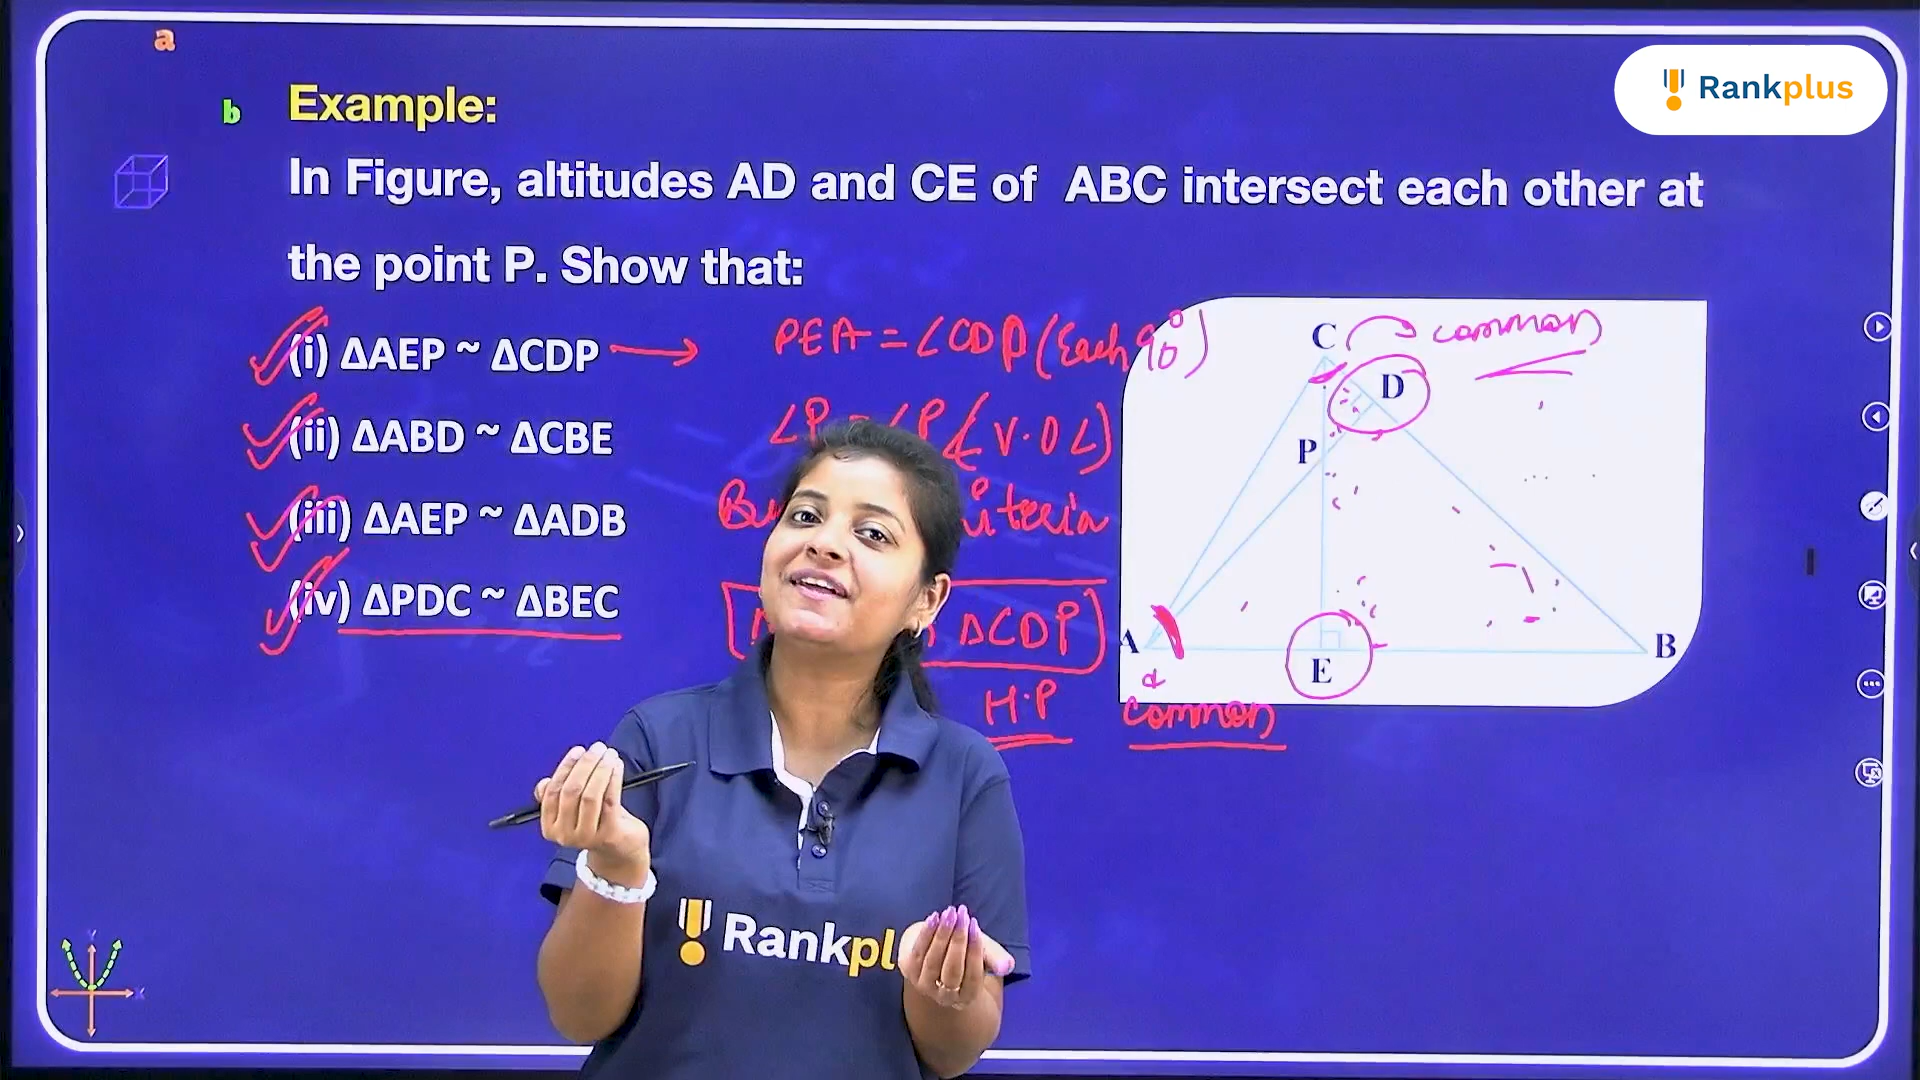 a
Rankplus
b Example:
In Figure, altitudes AD and CE of ABC intersect each other at
the point P. Show that:
(i) ΔAEP ~ ΔCDP
(ii) ΔABD ~ ΔCBE
(iii) ΔAEP ~ ΔADB
(iv) ΔPDC ~ ΔBEC
PEA = ∠CDP (Each 90°)
∠P = ∠P (V.O∠)
ΔCDP
H.P
C
common
D
P
A
E
B
common
Y
X
Rankpl